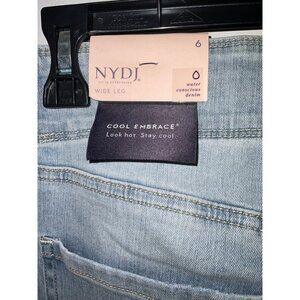 6
NYDJ
WIDE LEG
water
conscious
denim
COOL EMBRACE®
Look hot. Stay cool.